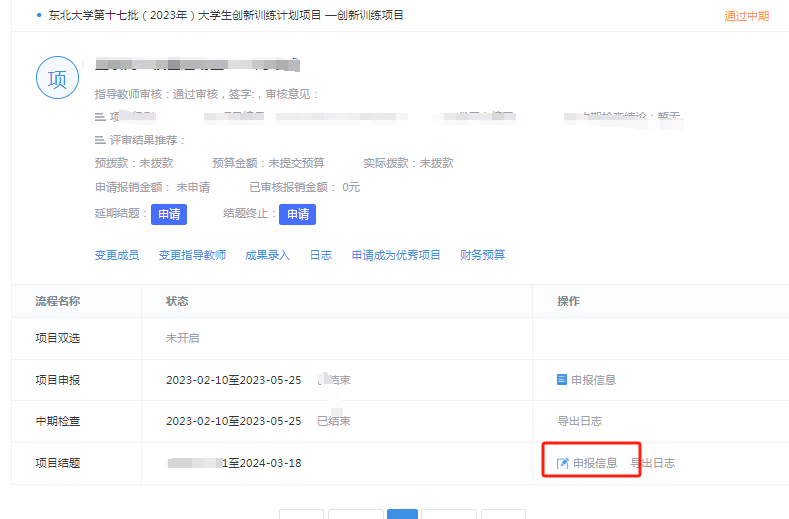 东北大学第十七批（2023年）大学生创新训练计划项目 —创新训练项目 通过中期
项
指导教师审核：通过审核，签字:，审核意见：
评审结果推荐：
预拨款：未拨款 预算金额：未提交预算 实际拨款：未拨款
申请报销金额： 未申请 已审核报销金额： 0元
延期结题： 申请 结题终止： 申请
变更成员 变更指导教师 成果录入 日志 申请成为优秀项目 财务预算
流程名称 状态 操作
项目双选 未开启
项目申报 2023-02-10至2023-05-25 结束 申报信息
中期检查 2023-02-10至2023-05-25 已结束 导出日志
项目结题 1至2024-03-18 申报信息 导出日志